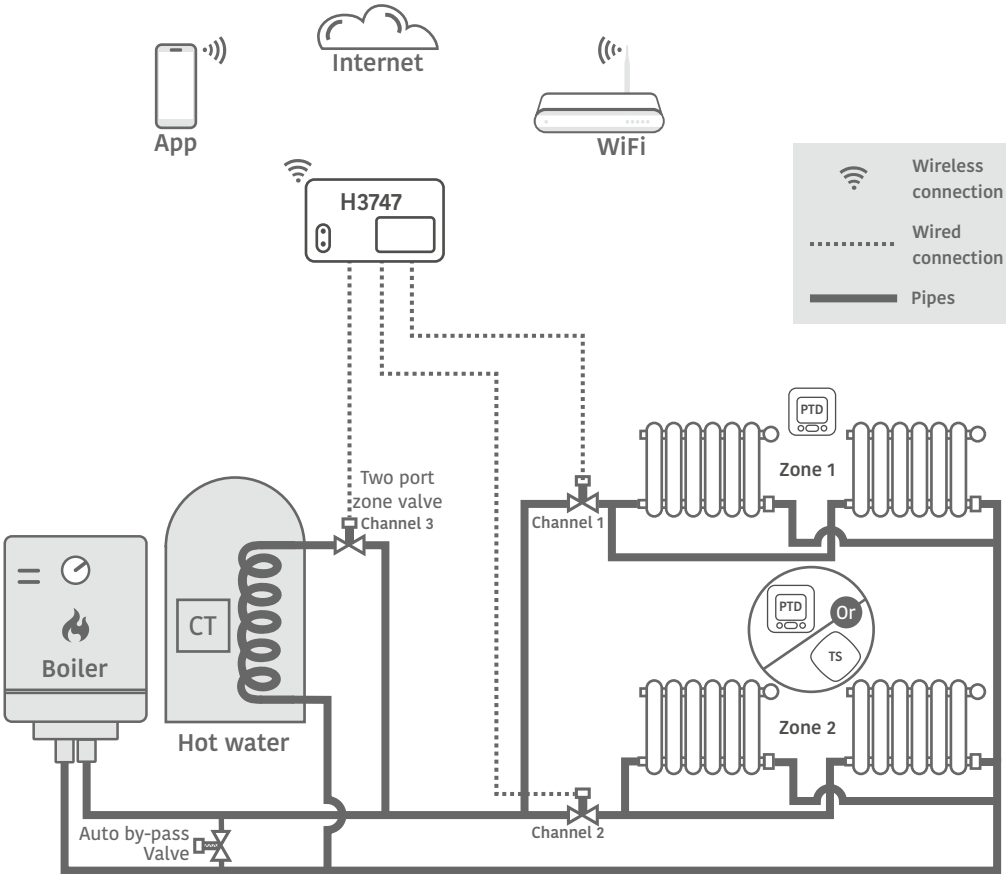 Internet
App
WiFi
H3747
Wireless
connection
Wired
connection
Pipes
PTD
Zone 1
Two port
zone valve
Channel 3
Channel 1
CT
Boiler
PTD
Or
TS
Hot water
Zone 2
Auto by-pass
Valve
Channel 2